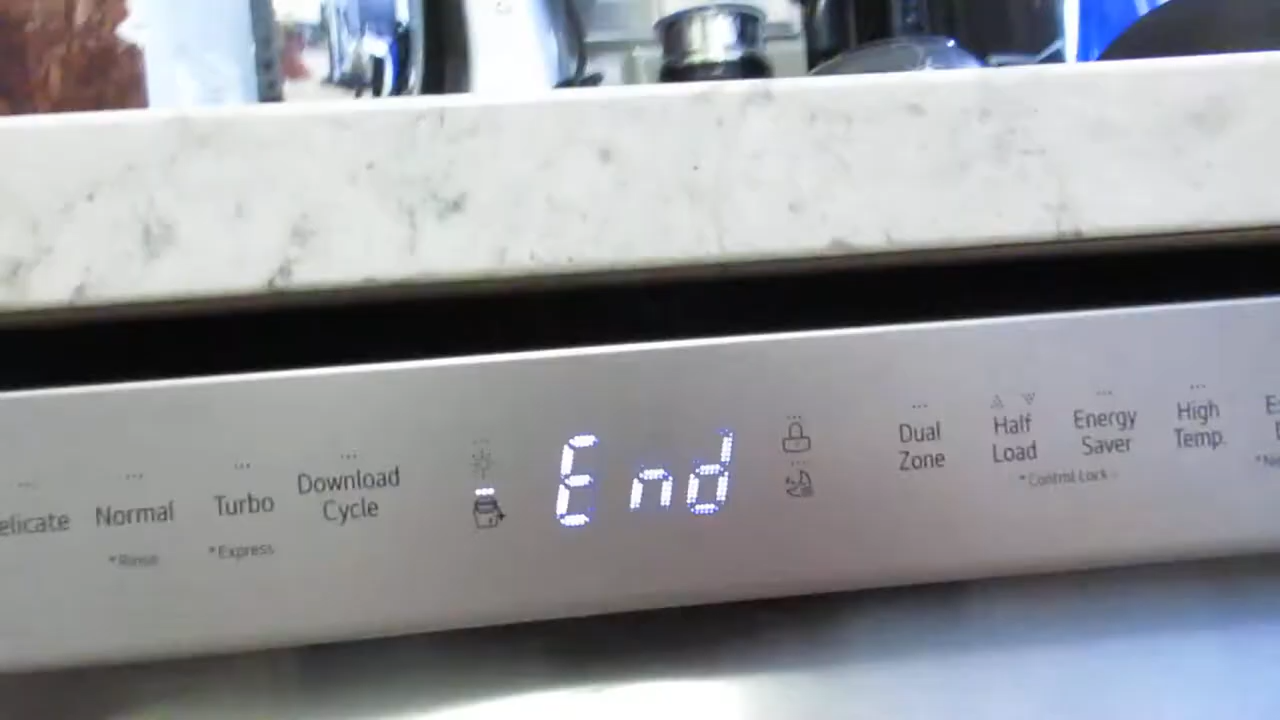 elicate
Normal
*Rinse
Turbo
*Express
Download
Cycle
End
Dual
Zone
Half
Load
*Control Lock
Energy
Saver
High
Temp.